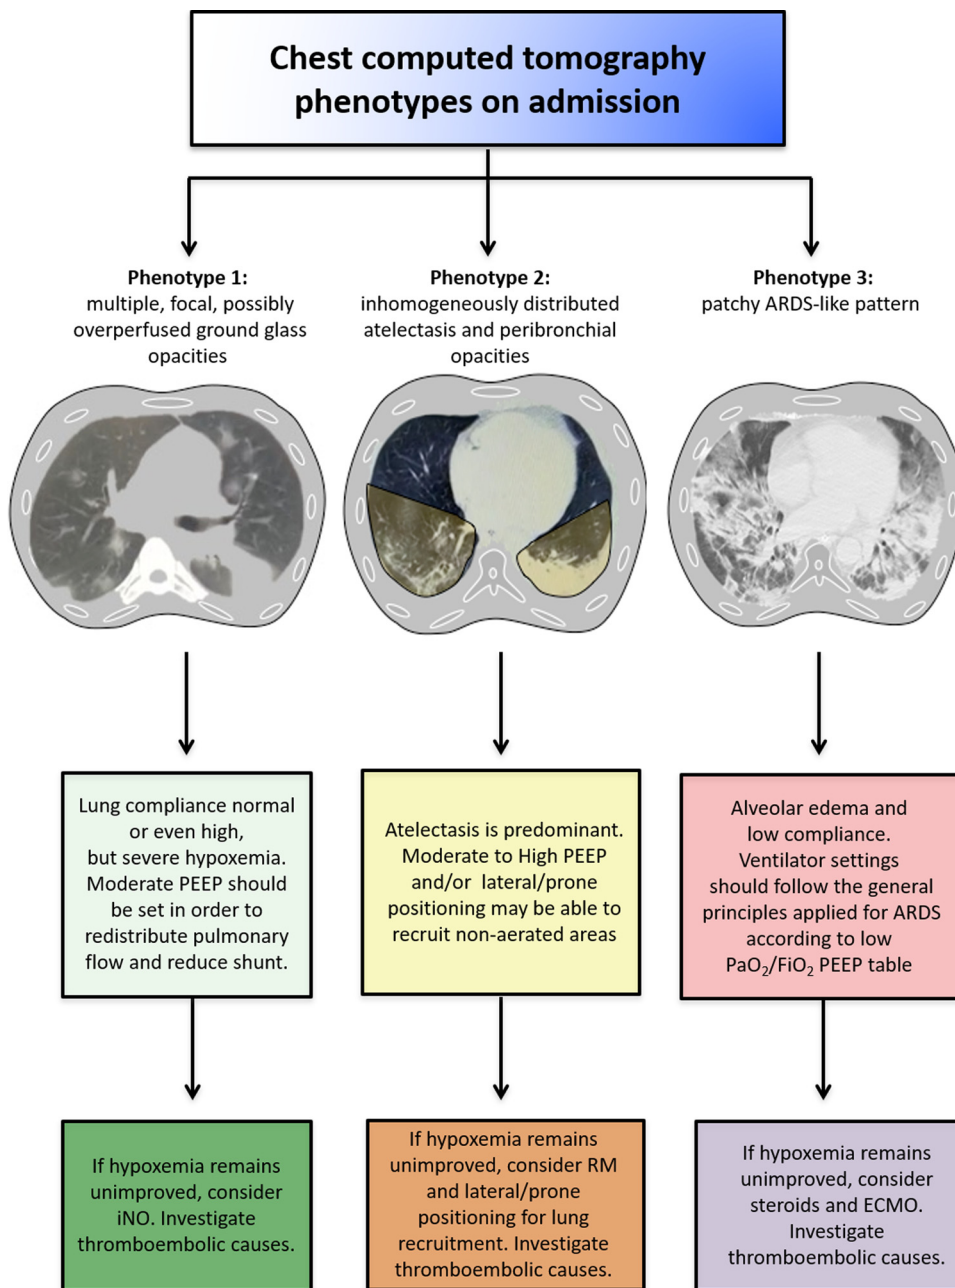 Chest computed tomography
phenotypes on admission
Phenotype 1:
multiple, focal, possibly
overperfused ground glass
opacities
Phenotype 2:
inhomogeneously distributed
atelectasis and peribronchial
opacities
Phenotype 3:
patchy ARDS-like pattern
Lung compliance normal
or even high,
but severe hypoxemia.
Moderate PEEP should
be set in order to
redistribute pulmonary
flow and reduce shunt.
Atelectasis is predominant.
Moderate to High PEEP
and/or lateral/prone
positioning may be able to
recruit non-aerated areas
Alveolar edema and
low compliance.
Ventilator settings
should follow the general
principles applied for ARDS
according to low
PaO₂/FiO₂ PEEP table
If hypoxemia remains
unimproved, consider
iNO. Investigate
thromboembolic causes.
If hypoxemia remains
unimproved, consider RM
and lateral/prone
positioning for lung
recruitment. Investigate
thromboembolic causes.
If hypoxemia remains
unimproved, consider
steroids and ECMO.
Investigate
thromboembolic causes.